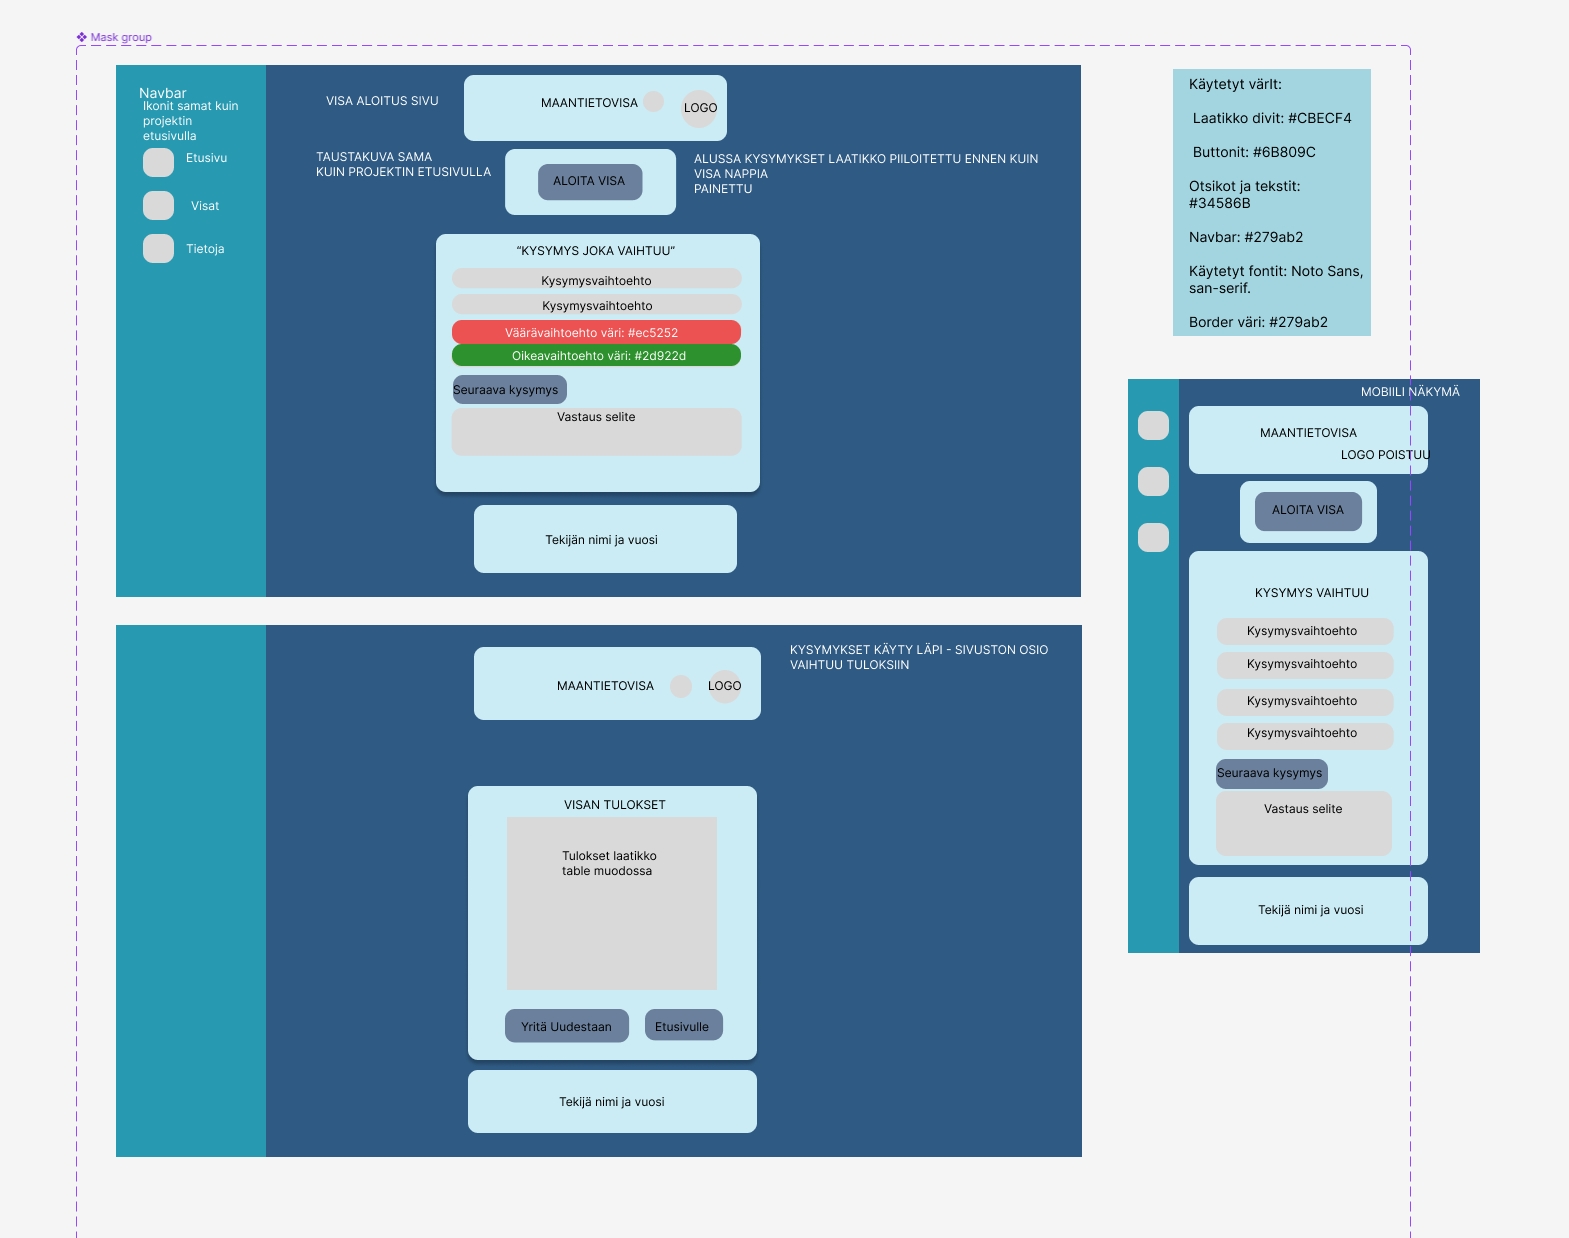 Mask group
Navbar
Ikonit samat kuin
projektin
etusivulla
Etusivu
Visat
Tietoja
VISA ALOITUS SIVU
MAANTIETOVISA
LOGO
TAUSTAKUVA SAMA
KUIN PROJEKTIN ETUSIVULLA
ALOITA VISA
ALUSSA KYSYMYKSET LAATIKKO PIILOITETTU ENNEN KUIN
VISA NAPPIA
PAINETTU
“KYSYMYS JOKA VAIHTUU”
Kysymysvaihtoehto
Kysymysvaihtoehto
Väärävaihtoehto väri: #ec5252
Oikeavaihtoehto väri: #2d922d
Seuraava kysymys
Vastaus selite
Tekijän nimi ja vuosi
Käytetyt värIt:
Laatikko divit: #CBECF4
Buttonit: #6B809C
Otsikot ja tekstit:
#34586B
Navbar: #279ab2
Käytetyt fontit: Noto Sans,
san-serif.
Border väri: #279ab2
MOBIILI NÄKYMÄ
MAANTIETOVISA
LOGO POISTUU
ALOITA VISA
KYSYMYS VAIHTUU
Kysymysvaihtoehto
Kysymysvaihtoehto
Kysymysvaihtoehto
Kysymysvaihtoehto
Seuraava kysymys
Vastaus selite
Tekijä nimi ja vuosi
MAANTIETOVISA
LOGO
KYSYMYKSET KÄYTY LÄPI - SIVUSTON OSIO
VAIHTUU TULOKSIIN
VISAN TULOKSET
Tulokset laatikko
table muodossa
Yritä Uudestaan
Etusivulle
Tekijä nimi ja vuosi